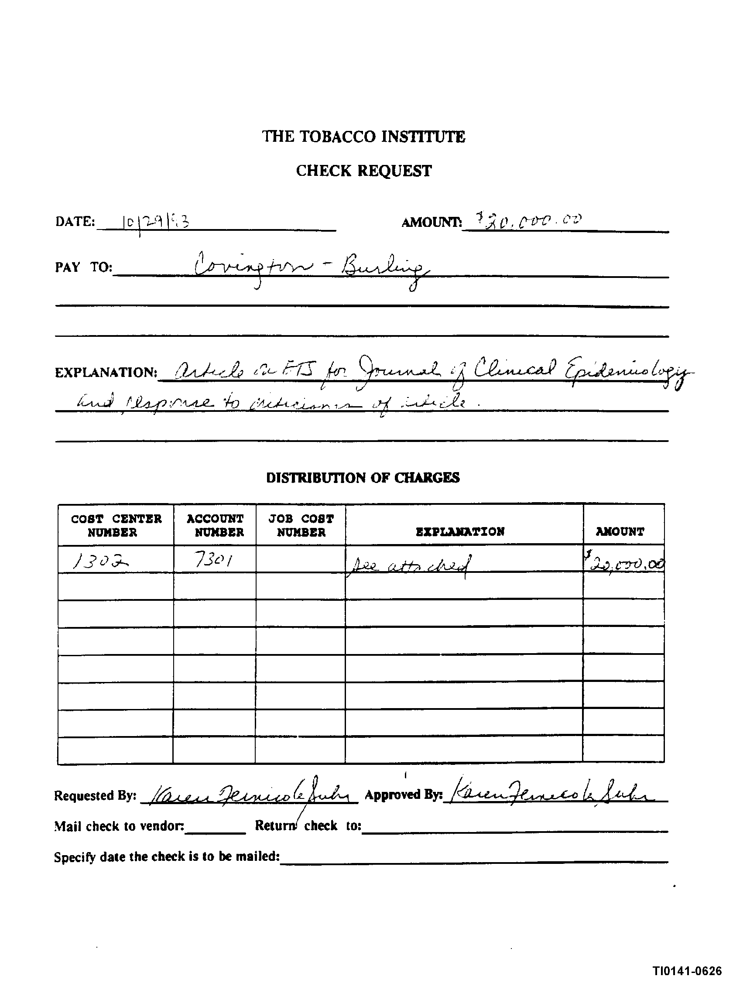 THE TOBACCO INSTITUTE
CHECK REQUEST
DATE: 10/29/93 AMOUNT: $20,000.00
PAY TO: Covington - Burling
EXPLANATION: Article on ETS for Journal of Clinical Epidemiology
and response to criticisms of article.
DISTRIBUTION OF CHARGES
COST CENTER NUMBER ACCOUNT NUMBER JOB COST NUMBER EXPLANATION AMOUNT
1302 7301 See attached $20,000.00
Requested By: Karen Fernicola Suhr Approved By: Karen Fernicola Suhr
Mail check to vendor: Return check to:
Specify date the check is to be mailed:
TI0141-0626